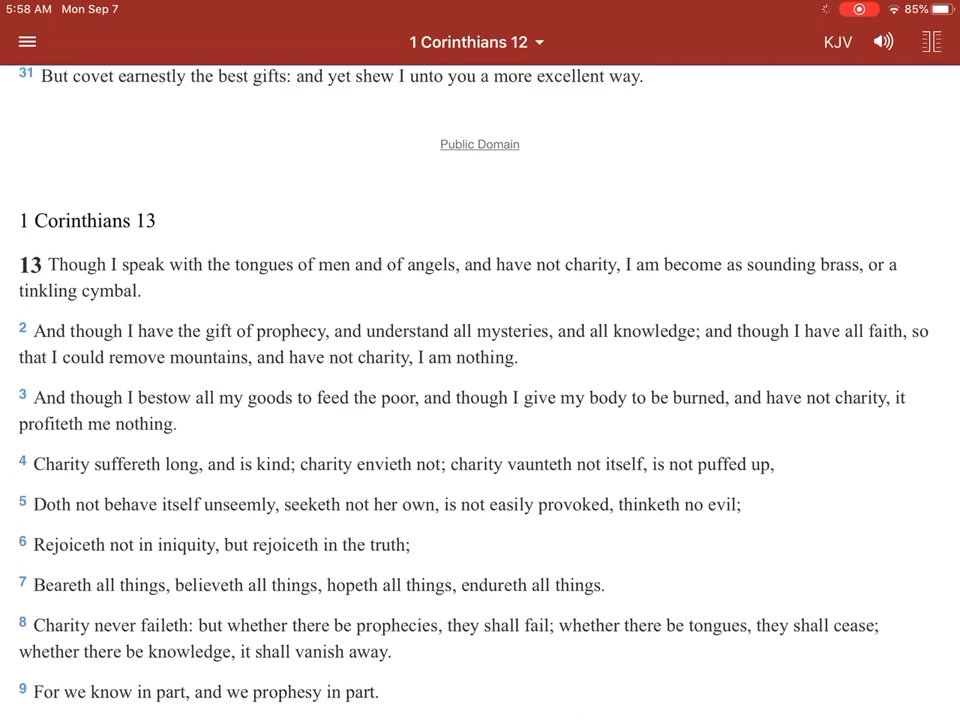 5:58 AM Mon Sep 7 85%
1 Corinthians 12 KJV
31 But covet earnestly the best gifts: and yet shew I unto you a more excellent way.
Public Domain
1 Corinthians 13
13 Though I speak with the tongues of men and of angels, and have not charity, I am become as sounding brass, or a
tinkling cymbal.
2 And though I have the gift of prophecy, and understand all mysteries, and all knowledge; and though I have all faith, so
that I could remove mountains, and have not charity, I am nothing.
3 And though I bestow all my goods to feed the poor, and though I give my body to be burned, and have not charity, it
profiteth me nothing.
4 Charity suffereth long, and is kind; charity envieth not; charity vaunteth not itself, is not puffed up,
5 Doth not behave itself unseemly, seeketh not her own, is not easily provoked, thinketh no evil;
6 Rejoiceth not in iniquity, but rejoiceth in the truth;
7 Beareth all things, believeth all things, hopeth all things, endureth all things.
8 Charity never faileth: but whether there be prophecies, they shall fail; whether there be tongues, they shall cease;
whether there be knowledge, it shall vanish away.
9 For we know in part, and we prophesy in part.